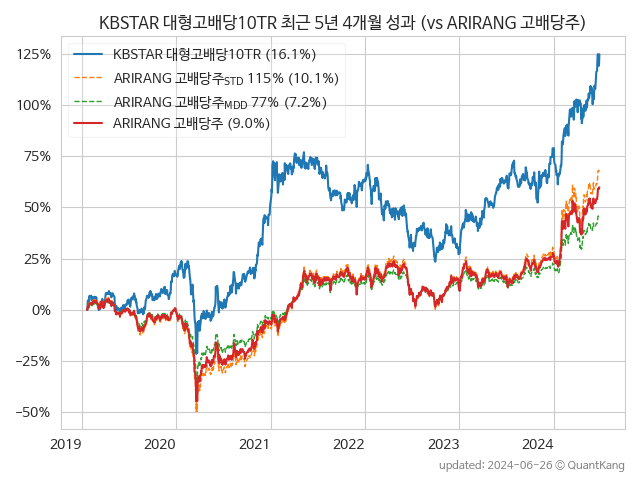 KBSTAR 대형고배당10TR 최근 5년 4개월 성과 (vs ARIRANG 고배당주)
KBSTAR 대형고배당10TR (16.1%)
ARIRANG 고배당주STD 115% (10.1%)
ARIRANG 고배당주MDD 77% (7.2%)
ARIRANG 고배당주 (9.0%)
125%
100%
75%
50%
25%
0%
−25%
−50%
2019 2020 2021 2022 2023 2024
updated: 2024-06-26 © QuantKang